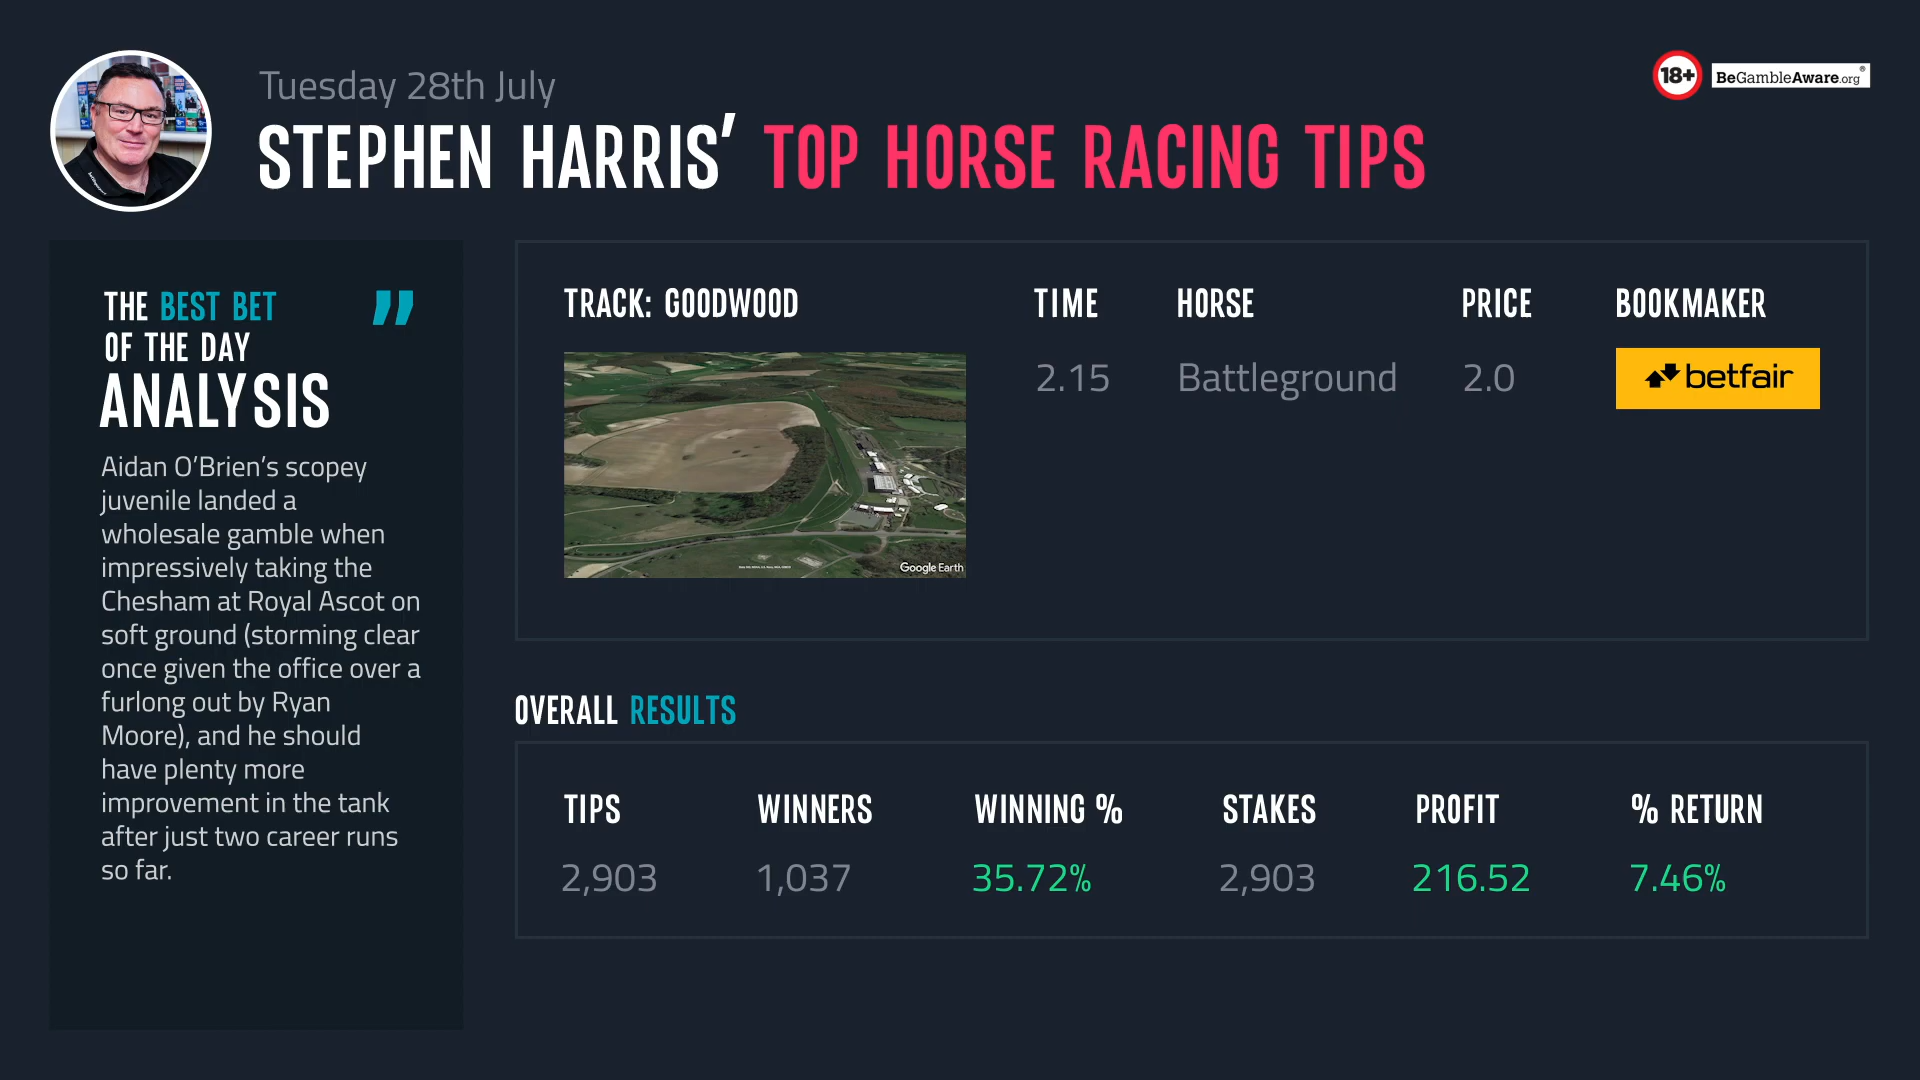 Tuesday 28th July
STEPHEN HARRIS’ TOP HORSE RACING TIPS
18+
BeGambleAware.org®
THE BEST BET
OF THE DAY
ANALYSIS
”
Aidan O’Brien’s scopey
juvenile landed a
wholesale gamble when
impressively taking the
Chesham at Royal Ascot on
soft ground (storming clear
once given the office over a
furlong out by Ryan
Moore), and he should
have plenty more
improvement in the tank
after just two career runs
so far.
TRACK: GOODWOOD
TIME HORSE PRICE BOOKMAKER
2.15 Battleground 2.0 betfair
Google Earth
OVERALL RESULTS
TIPS WINNERS WINNING % STAKES PROFIT % RETURN
2,903 1,037 35.72% 2,903 216.52 7.46%